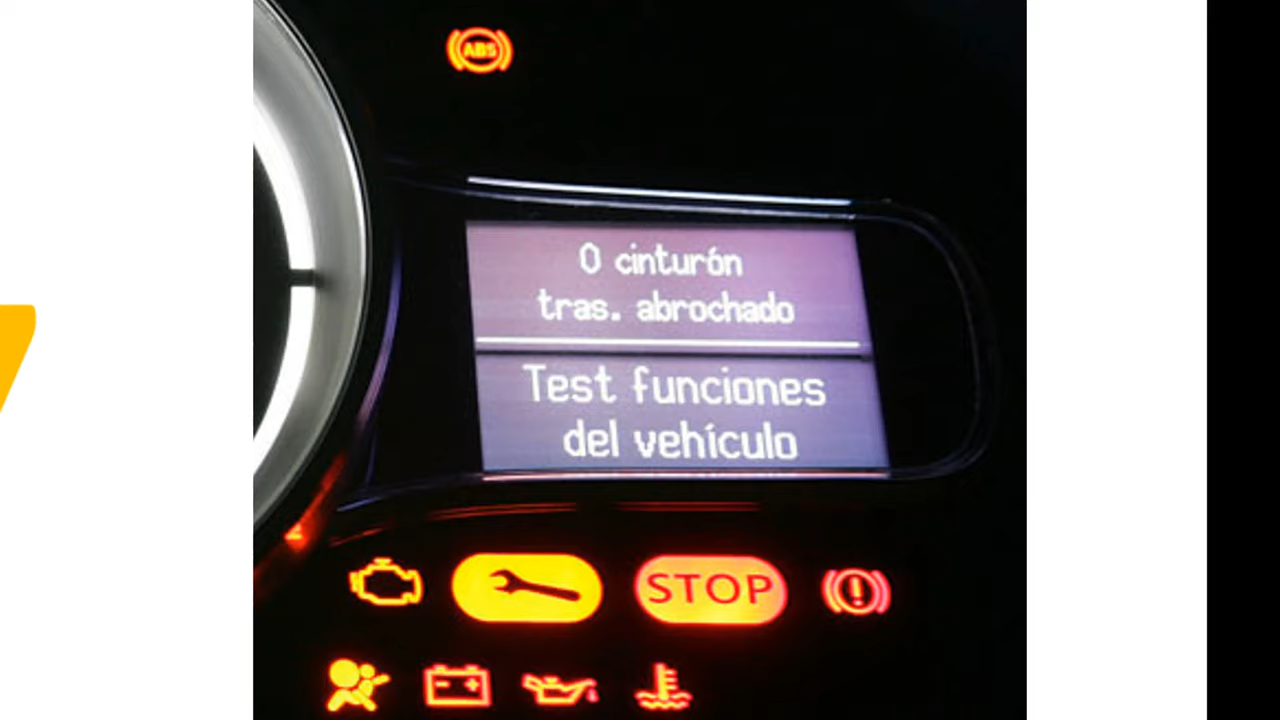 ABS
0 cinturón
tras. abrochado
Test funciones
del vehículo
STOP